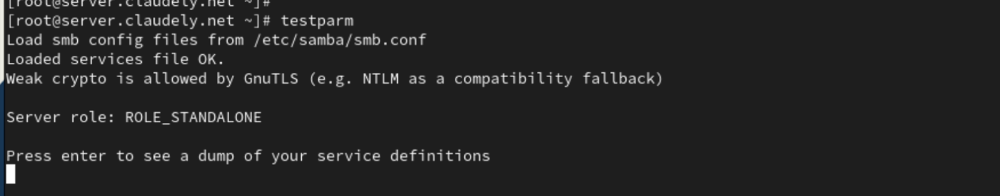 [root@server.claudely.net ~]#
[root@server.claudely.net ~]# testparm
Load smb config files from /etc/samba/smb.conf
Loaded services file OK.
Weak crypto is allowed by GnuTLS (e.g. NTLM as a compatibility fallback)
Server role: ROLE_STANDALONE
Press enter to see a dump of your service definitions